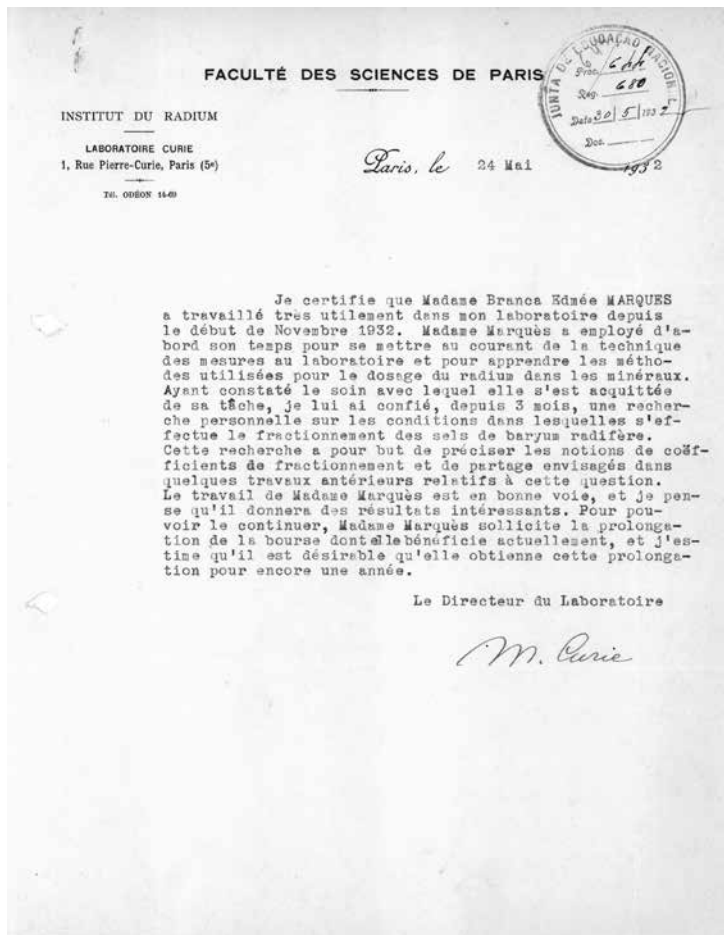 FACULTÉ DES SCIENCES DE PARIS
INSTITUT DU RADIUM
LABORATOIRE CURIE
1, Rue Pierre-Curie, Paris (5e)
Tél. ODÉON 14-69
JUNTA DE EDUCAÇÃO NACIONAL
Proc.
Reg. 680
Data 30/5/1932
Doc.
Paris, le 24 Mai 1932
Je certifie que Madame Branca Edmée MARQUES
a travaillé très utilement dans mon laboratoire depuis
le début de Novembre 1932. Madame Marquès a employé d'a-
bord son temps pour se mettre au courant de la technique
des mesures au laboratoire et pour apprendre les métho-
des utilisées pour le dosage du radium dans les minéraux.
Ayant constaté le soin avec lequel elle s'est acquittée
de sa tâche, je lui ai confié, depuis 3 mois, une recher-
che personnelle sur les conditions dans lesquelles s'ef-
fectue le fractionnement des sels de baryum radifère.
Cette recherche a pour but de préciser les notions de coëf-
ficients de fractionnement et de partage envisagés dans
quelques travaux antérieurs relatifs à cette question.
Le travail de Madame Marquès est en bonne voie, et je pen-
se qu'il donnera des résultats intéressants. Pour pou-
voir le continuer, Madame Marquès sollicite la prolonga-
tion de la bourse dont elle bénéficie actuellement, et j'es-
time qu'il est désirable qu'elle obtienne cette prolonga-
tion pour encore une année.
Le Directeur du Laboratoire
M. Curie